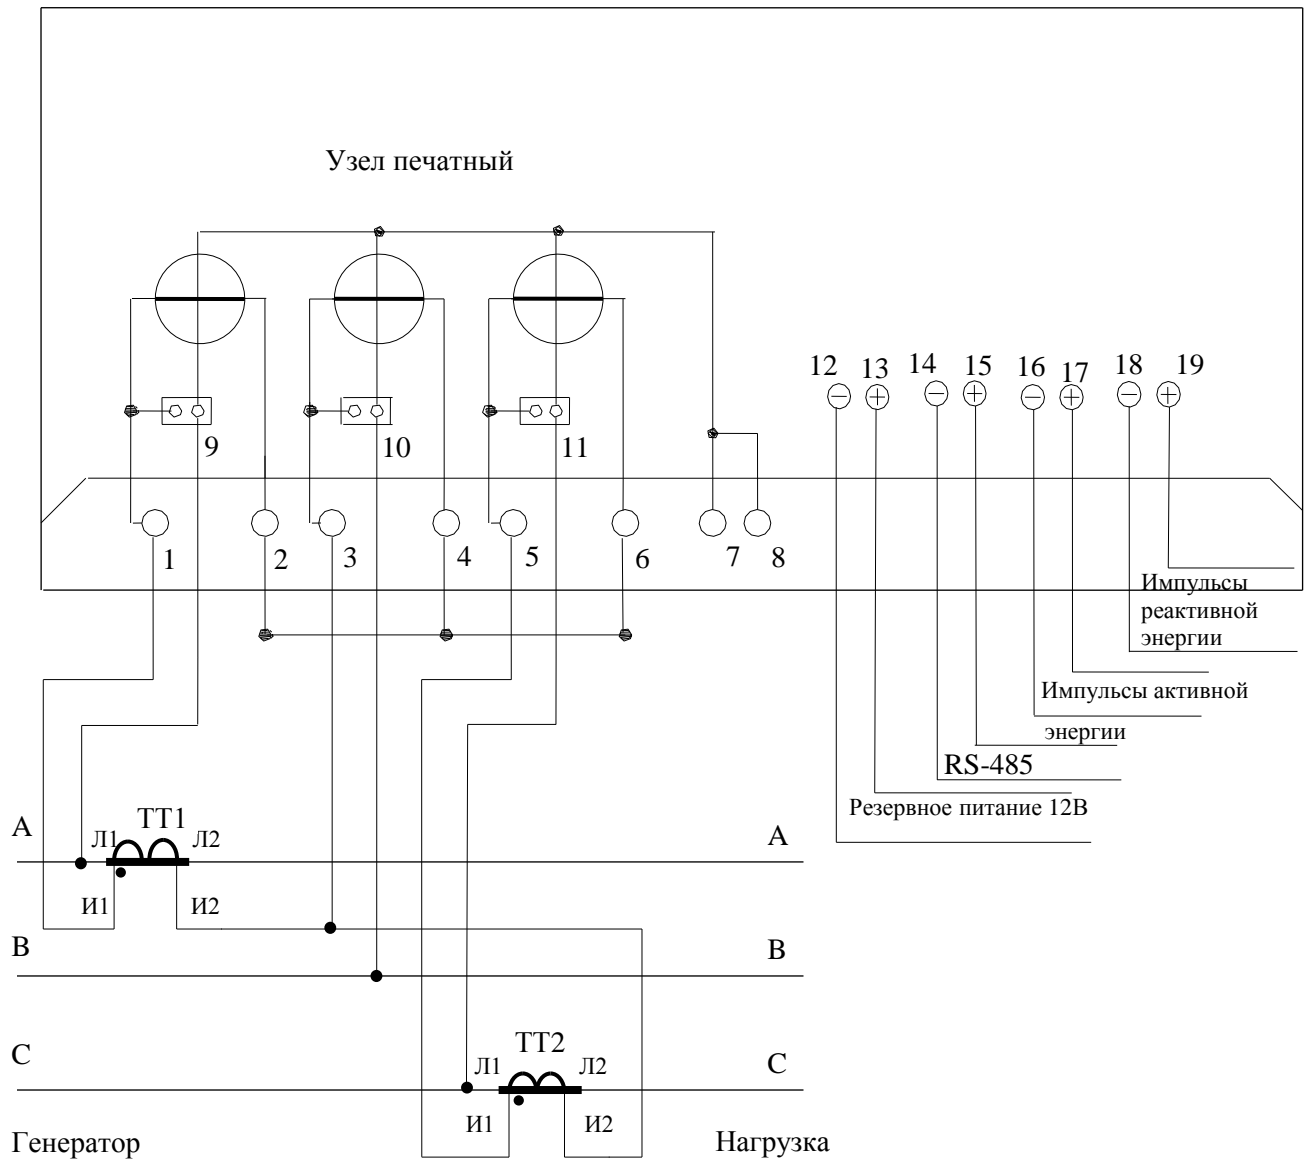 Узел печатный
12 13 14 15 16 17 18 19
9 10 11
1 2 3 4 5 6 7 8
Импульсы
реактивной
энергии
Импульсы активной
энергии
RS-485
Резервное питание 12В
А Л1 ТТ1 Л2 А
И1 И2
В В
С Л1 ТТ2 Л2 С
И1 И2
Генератор Нагрузка